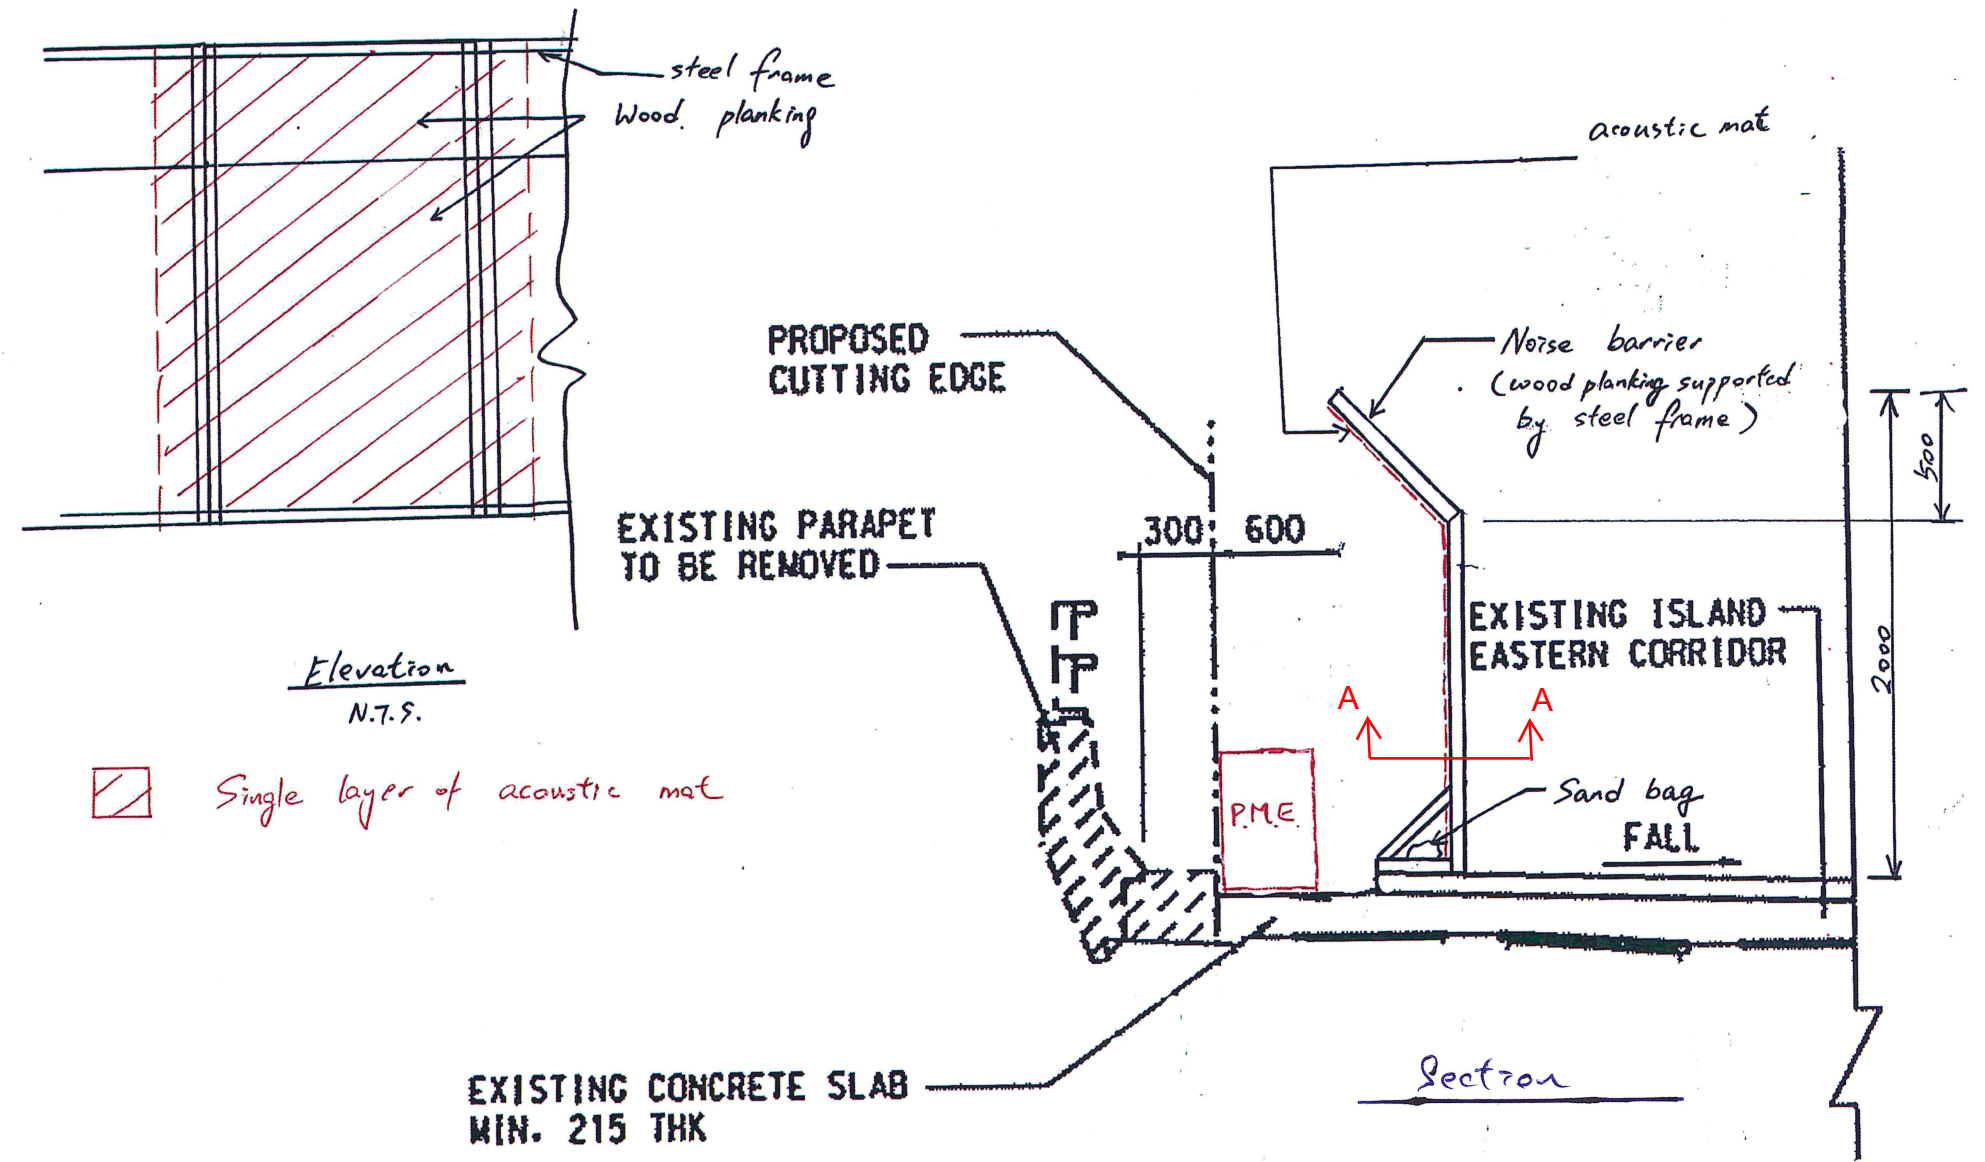 steel frame
Wood planking
acoustic mat
PROPOSED
CUTTING EDGE
Noise barrier
(wood planking supported
by steel frame)
500
EXISTING PARAPET
TO BE REMOVED
300
600
EXISTING ISLAND
EASTERN CORRIDOR
2000
Elevation
N.T.S.
A
A
Single layer of acoustic mat
P.M.E.
Sand bag
FALL
EXISTING CONCRETE SLAB
MIN. 215 THK
Section